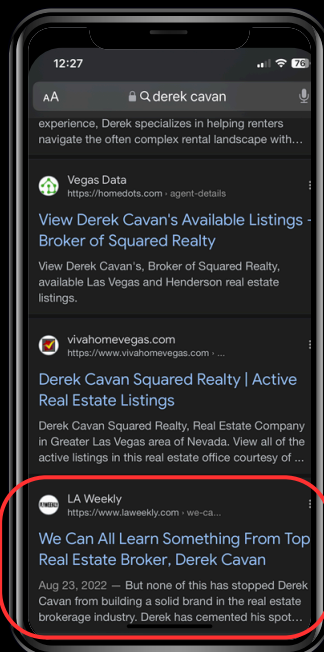 12:27
76
AA
derek cavan
experience, Derek specializes in helping renters
navigate the often complex rental landscape with…
Vegas Data
https://homedots.com › agent-details
View Derek Cavan's Available Listings -
Broker of Squared Realty
View Derek Cavan's, Broker of Squared Realty,
available Las Vegas and Henderson real estate
listings.
vivahomevegas.com
https://www.vivahomevegas.com › ...
Derek Cavan Squared Realty | Active
Real Estate Listings
Derek Cavan Squared Realty, Real Estate Company
in Greater Las Vegas area of Nevada. View all of the
active listings in this real estate office courtesy of ...
LA Weekly
https://www.laweekly.com › we-ca...
We Can All Learn Something From Top
Real Estate Broker, Derek Cavan
Aug 23, 2022 — But none of this has stopped Derek
Cavan from building a solid brand in the real estate
brokerage industry. Derek has cemented his spot…